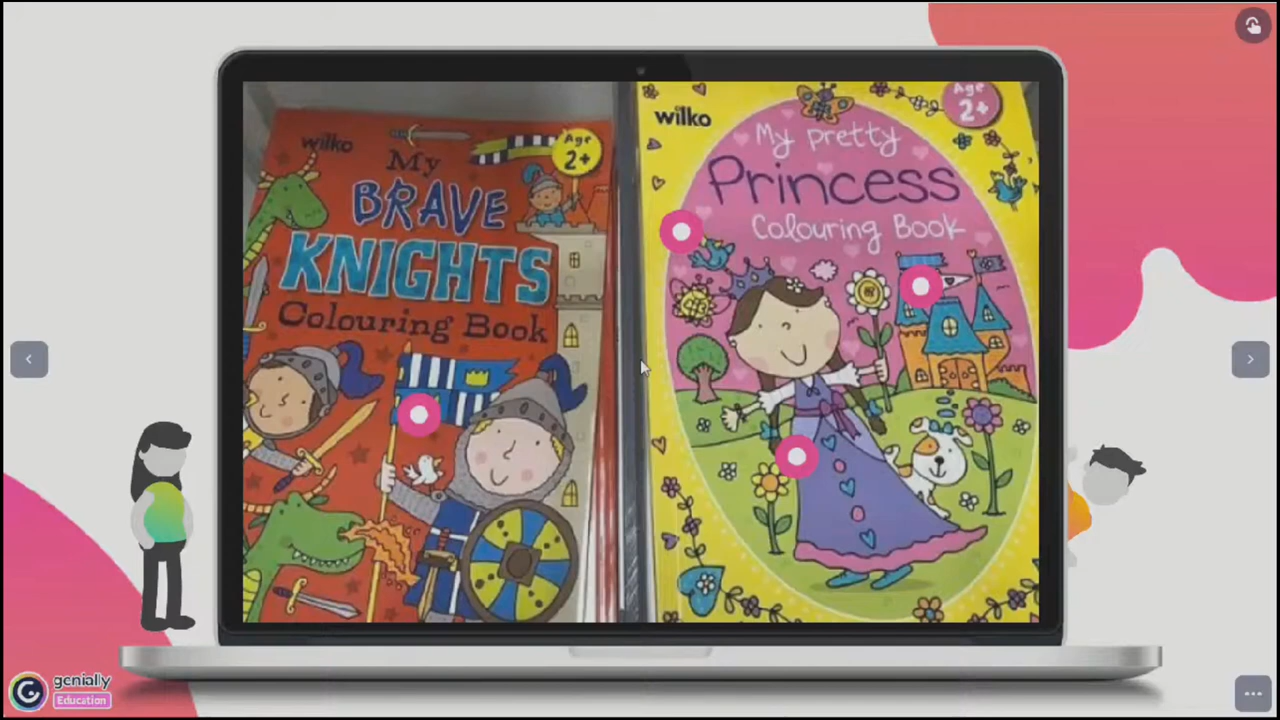 wilko
Age
2+
My
BRAVE
KNIGHTS
Colouring Book
wilko
Age
2+
My pretty
Princess
Colouring Book
genially
Education